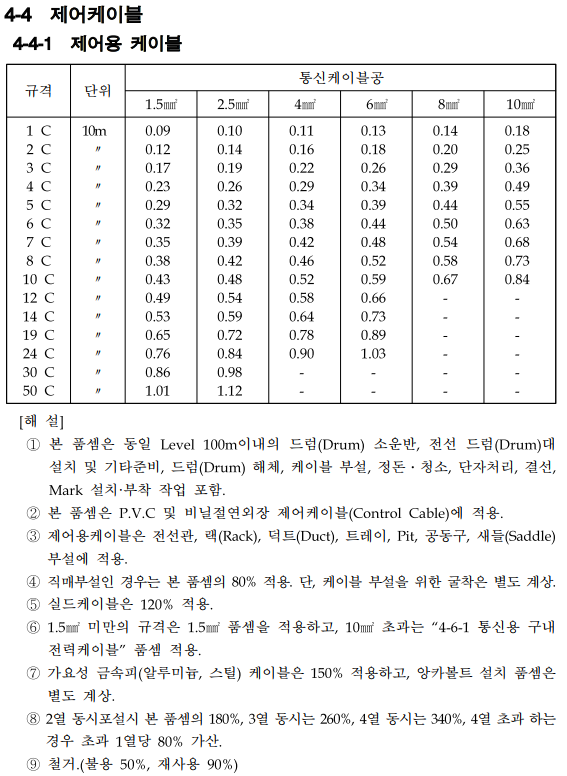 4-4 제어케이블
4-4-1 제어용 케이블
규격 단위 통신케이블공
1.5㎟ 2.5㎟ 4㎟ 6㎟ 8㎟ 10㎟
1 C 10m 0.09 0.10 0.11 0.13 0.14 0.18
2 C 〃 0.12 0.14 0.16 0.18 0.20 0.25
3 C 〃 0.17 0.19 0.22 0.26 0.29 0.36
4 C 〃 0.23 0.26 0.29 0.34 0.39 0.49
5 C 〃 0.29 0.32 0.34 0.39 0.44 0.55
6 C 〃 0.32 0.35 0.38 0.44 0.50 0.63
7 C 〃 0.35 0.39 0.42 0.48 0.54 0.68
8 C 〃 0.38 0.42 0.46 0.52 0.58 0.73
10 C 〃 0.43 0.48 0.52 0.59 0.67 0.84
12 C 〃 0.49 0.54 0.58 0.66 - -
14 C 〃 0.53 0.59 0.64 0.73 - -
19 C 〃 0.65 0.72 0.78 0.89 - -
24 C 〃 0.76 0.84 0.90 1.03 - -
30 C 〃 0.86 0.98 - - - -
50 C 〃 1.01 1.12 - - - -
[해 설]
① 본 품셈은 동일 Level 100m이내의 드럼(Drum) 소운반, 전선 드럼(Drum)대
설치 및 기타준비, 드럼(Drum) 해체, 케이블 부설, 정돈·청소, 단자처리, 결선,
Mark 설치·부착 작업 포함.
② 본 품셈은 P.V.C 및 비닐절연외장 제어케이블(Control Cable)에 적용.
③ 제어용케이블은 전선관, 랙(Rack), 덕트(Duct), 트레이, Pit, 공동구, 새들(Saddle)
부설에 적용.
④ 직매부설인 경우는 본 품셈의 80% 적용. 단, 케이블 부설을 위한 굴착은 별도 계상.
⑤ 실드케이블은 120% 적용.
⑥ 1.5㎟ 미만의 규격은 1.5㎟ 품셈을 적용하고, 10㎟ 초과는 “4-6-1 통신용 구내
전력케이블” 품셈 적용.
⑦ 가요성 금속피(알루미늄, 스틸) 케이블은 150% 적용하고, 앙카볼트 설치 품셈은
별도 계상.
⑧ 2열 동시포설시 본 품셈의 180%, 3열 동시는 260%, 4열 동시는 340%, 4열 초과 하는
경우 초과 1열당 80% 가산.
⑨ 철거.(불용 50%, 재사용 90%)